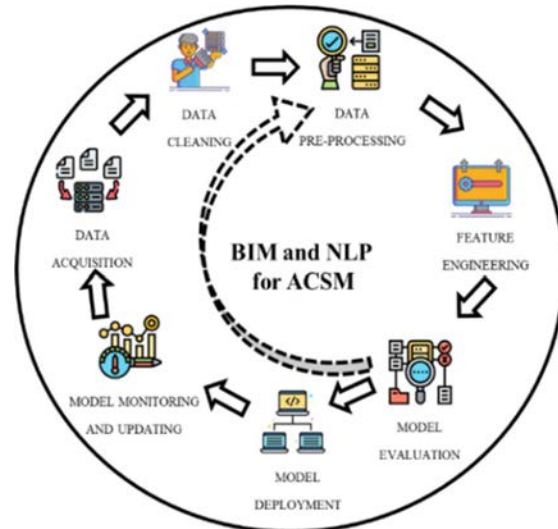 DATA
CLEANING
DATA
PRE-PROCESSING
DATA
ACQUISITION
BIM and NLP
for ACSM
FEATURE
ENGINEERING
MODEL MONITORING
AND UPDATING
MODEL
DEPLOYMENT
MODEL
EVALUATION